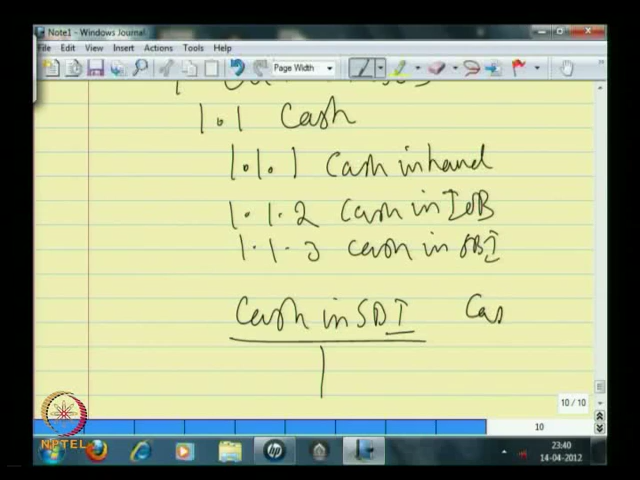 Note1 - Windows Journal
File Edit View Insert Actions Tools Help
Page Width
1.1 Cash
1.1.1 Cash in hand
1.1.2 Cash in IOB
1.1.3 Cash in SBI
Cash in SBI Cas
10 / 10
10
NPTEL
23:40
14-04-2012